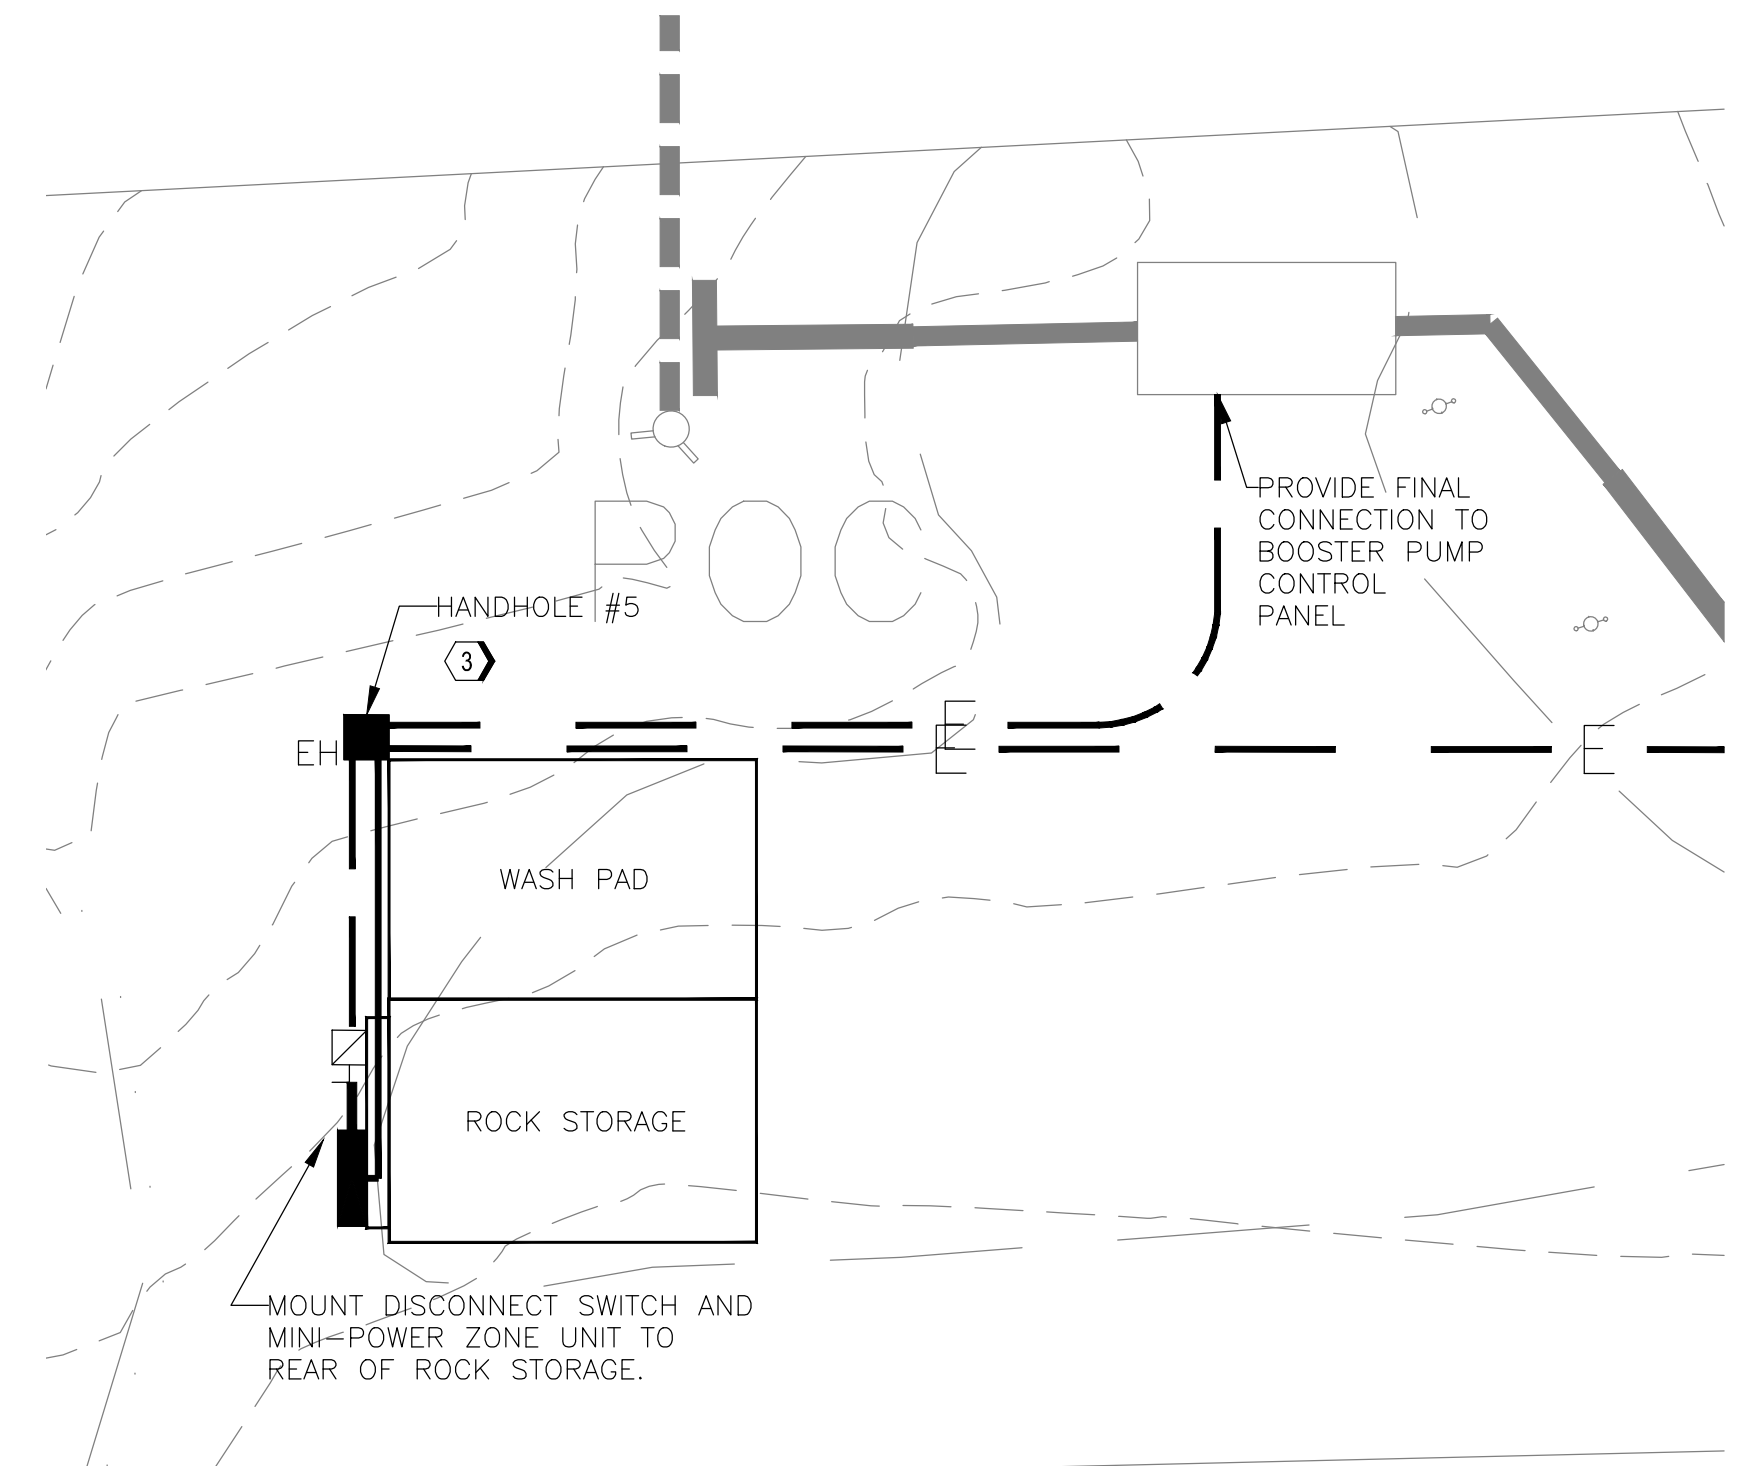 POC
PROVIDE FINAL
CONNECTION TO
BOOSTER PUMP
CONTROL
PANEL
HANDHOLE #5
3
E
EH
E
E
WASH PAD
ROCK STORAGE
MOUNT DISCONNECT SWITCH AND
MINI-POWER ZONE UNIT TO
REAR OF ROCK STORAGE.